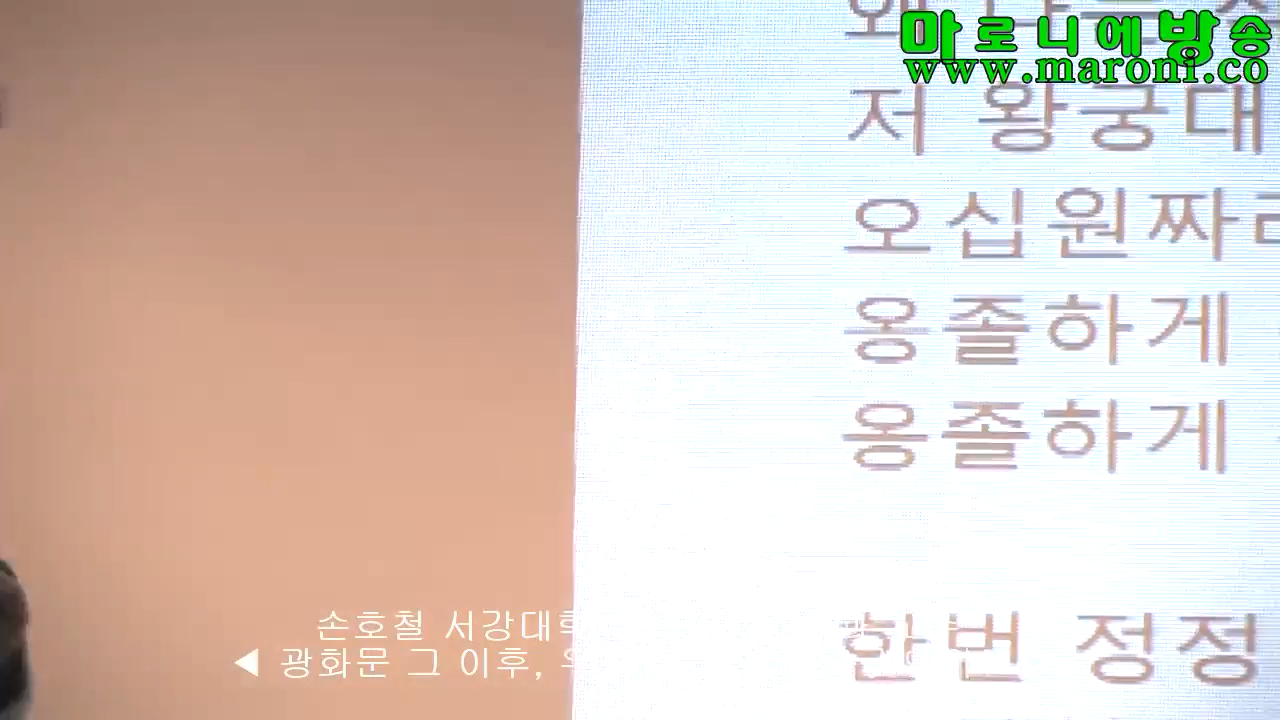 마로니에방송
www.maroni.co
저 왕궁대
오십원짜리
옹졸하게
옹졸하게
한번 정정
손호철 서강대학
◀ 광화문 그 이후,